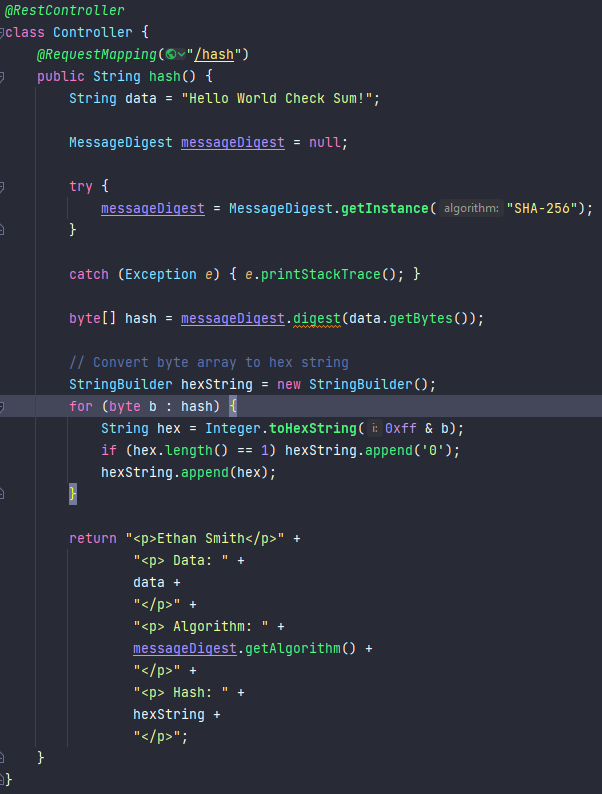 @RestController
class Controller {
@RequestMapping("/hash")
public String hash() {
String data = "Hello World Check Sum!";
MessageDigest messageDigest = null;
try {
messageDigest = MessageDigest.getInstance( algorithm: "SHA-256");
}
catch (Exception e) { e.printStackTrace(); }
byte[] hash = messageDigest.digest(data.getBytes());
// Convert byte array to hex string
StringBuilder hexString = new StringBuilder();
for (byte b : hash) {
String hex = Integer.toHexString( i: 0xff & b);
if (hex.length() == 1) hexString.append('0');
hexString.append(hex);
}
return "<p>Ethan Smith</p>" +
"<p> Data: " +
data +
"</p>" +
"<p> Algorithm: " +
messageDigest.getAlgorithm() +
"</p>" +
"<p> Hash: " +
hexString +
"</p>";
}
}